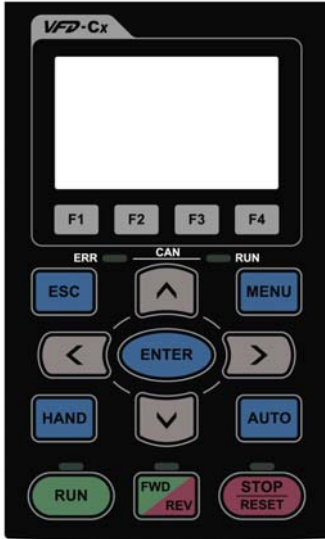 VFD-Cx
F1 F2 F3 F4
ERR CAN RUN
ESC MENU
ENTER
HAND AUTO
RUN FWD REV STOP RESET